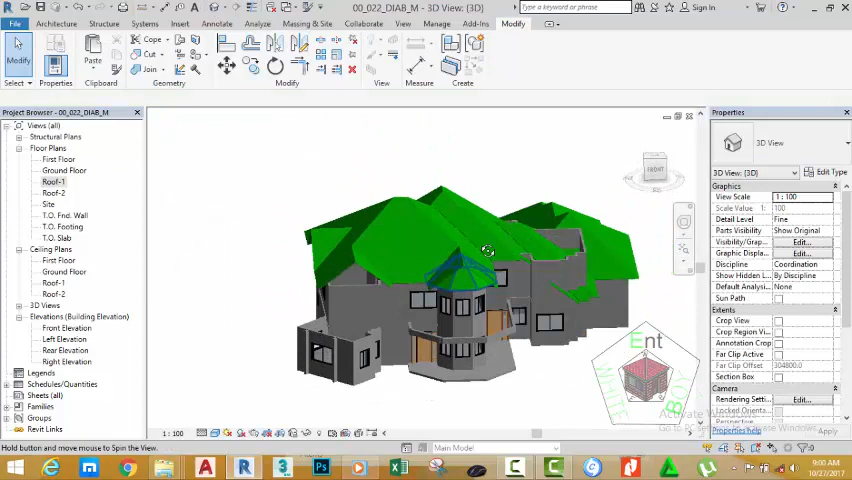 00_022_DIAB_M - 3D View: {3D}
Type a keyword or phrase
Sign In
File
Architecture
Structure
Systems
Insert
Annotate
Analyze
Massing & Site
Collaborate
View
Manage
Add-Ins
Modify
Modify
Paste
Cope
Cut
Join
Select
Properties
Clipboard
Geometry
Modify
View
Measure
Create
Project Browser - 00_022_DIAB_M
Views (all)
Structural Plans
Floor Plans
First Floor
Ground Floor
Roof-1
Roof-2
Site
T.O. Fnd. Wall
T.O. Footing
T.O. Slab
Ceiling Plans
First Floor
Ground Floor
Roof-1
Roof-2
3D Views
Elevations (Building Elevation)
Front Elevation
Left Elevation
Rear Elevation
Right Elevation
Legends
Schedules/Quantities
Sheets (all)
Families
Groups
Revit Links
FRONT
Ent
WHITE
BOY
Properties
3D View
3D View: {3D}
Edit Type
Graphics
View Scale 1 : 100
Scale Value 1: 100
Detail Level Fine
Parts Visibility Show Original
Visibility/Grap... Edit...
Graphic Display... Edit...
Discipline Coordination
Show Hidden L... By Discipline
Default Analysi... None
Sun Path
Extents
Crop View
Crop Region Vi...
Annotation Crop
Far Clip Active
Far Clip Offset 304800.0
Section Box
Camera
Rendering Setti... Edit...
Locked Orienta...
Activate Windows
Properties help
Apply
1 : 100
Main Model
Hold button and move mouse to Spin the View.
:0
9:00 AM
10/27/2017